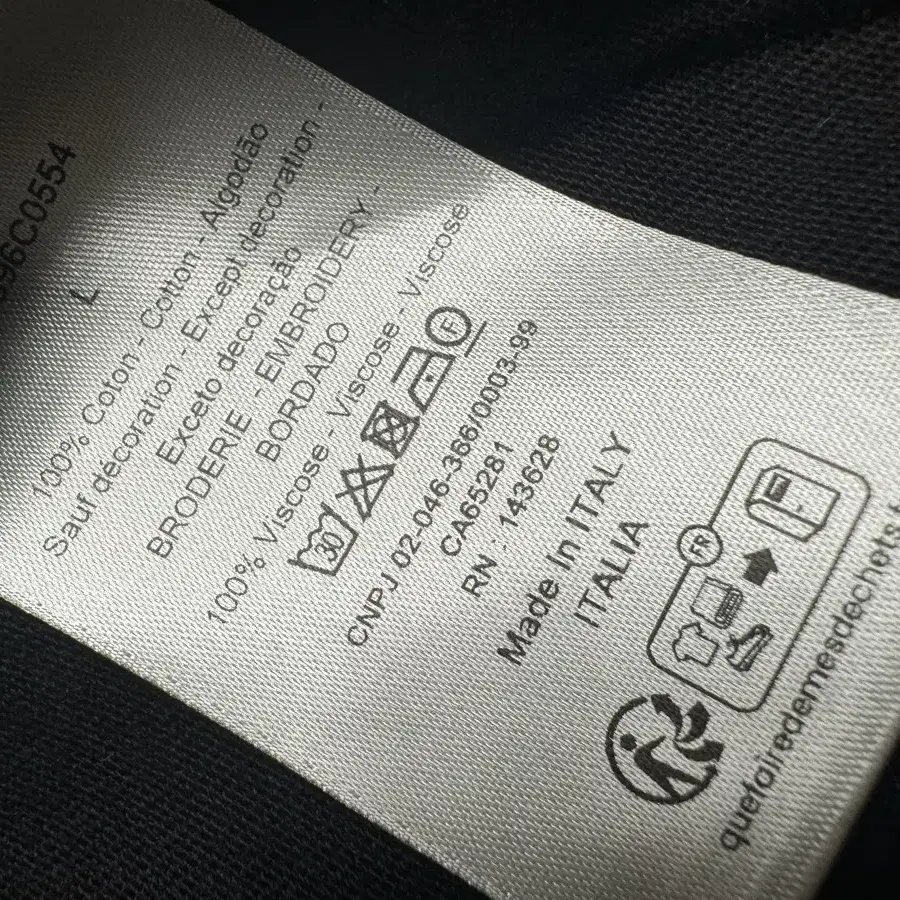 96C0554
L
100% Coton - Cotton - Algodão
Sauf décoration - Except decoration -
Exceto decoração
BRODERIE - EMBROIDERY -
BORDADO
100% Viscose - Viscose - Viscose
30 F
CNPJ 02-046-366/0003-99
CA65281
RN : 143628
Made In ITALY
ITALIA
FR
quefairedemesdechets.